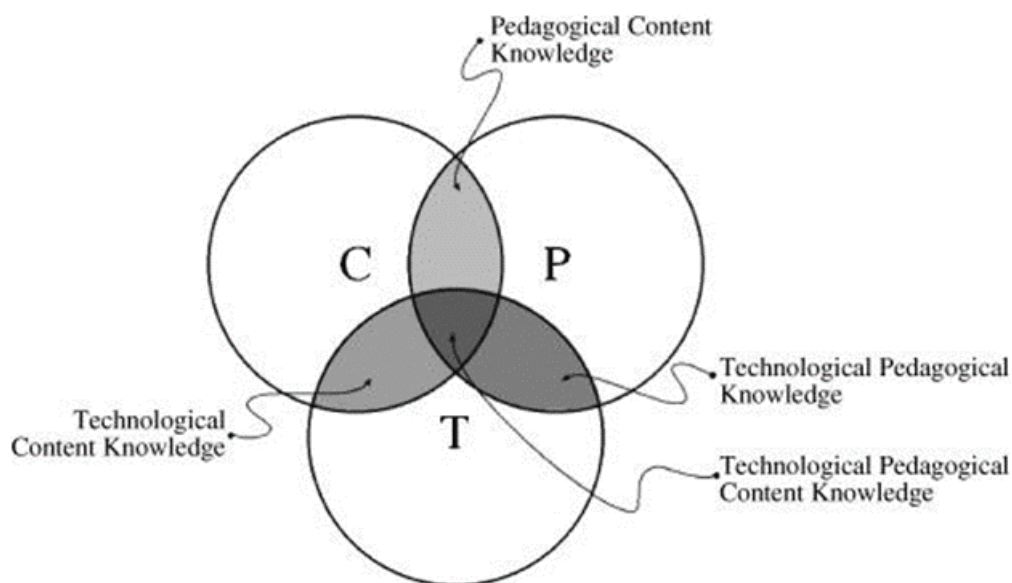 Pedagogical Content
Knowledge
C
P
Technological Pedagogical
Knowledge
Technological
Content Knowledge
T
Technological Pedagogical
Content Knowledge